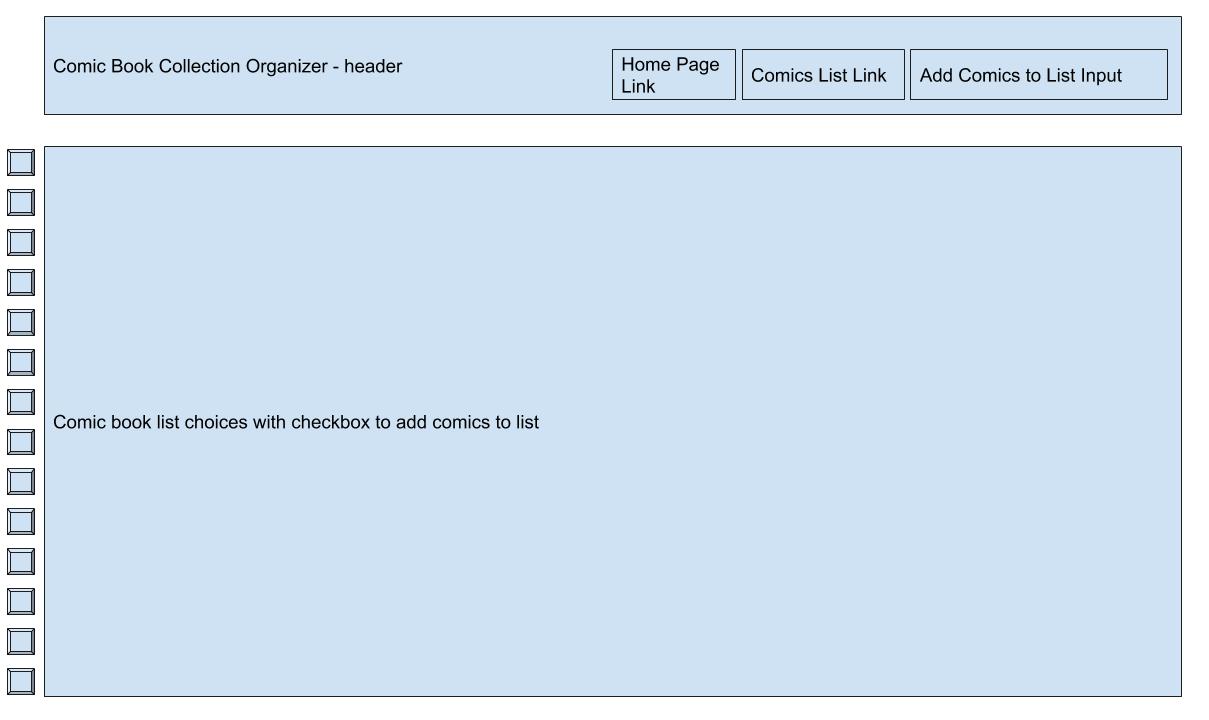 Comic Book Collection Organizer - header
Home Page
Link
Comics List Link
Add Comics to List Input
Comic book list choices with checkbox to add comics to list